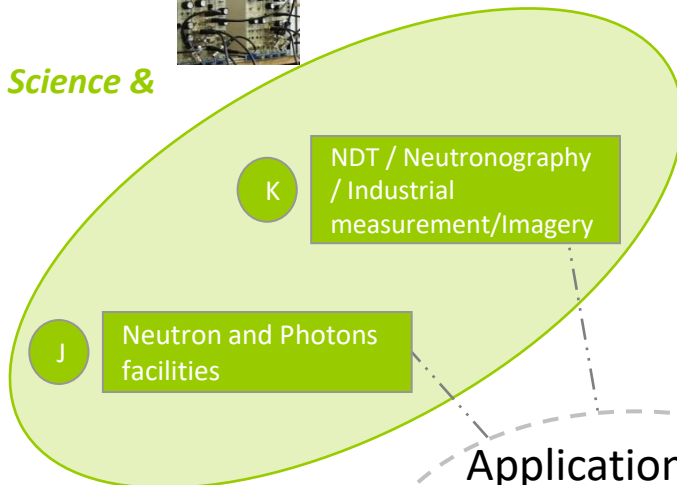 Science &
K
NDT / Neutronography
/ Industrial
measurement/Imagery
J
Neutron and Photons
facilities
Application